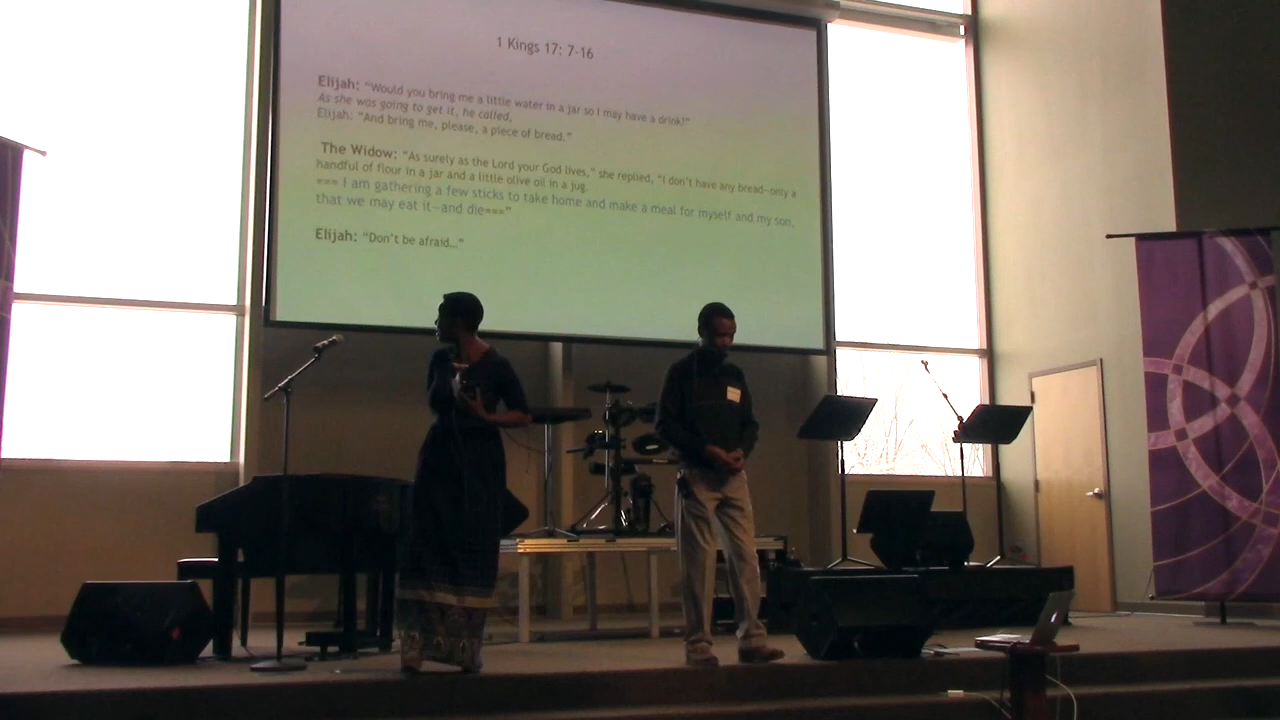 1 Kings 17: 7-16
Elijah: “Would you bring me a little water in a jar so I may have a drink?”
As she was going to get it, he called,
Elijah: “And bring me, please, a piece of bread.”
The Widow: “As surely as the Lord your God lives,” she replied, “I don’t have any bread—only a
handful of flour in a jar and a little olive oil in a jug.
=== I am gathering a few sticks to take home and make a meal for myself and my son,
that we may eat it—and die===”
Elijah: “Don’t be afraid…”